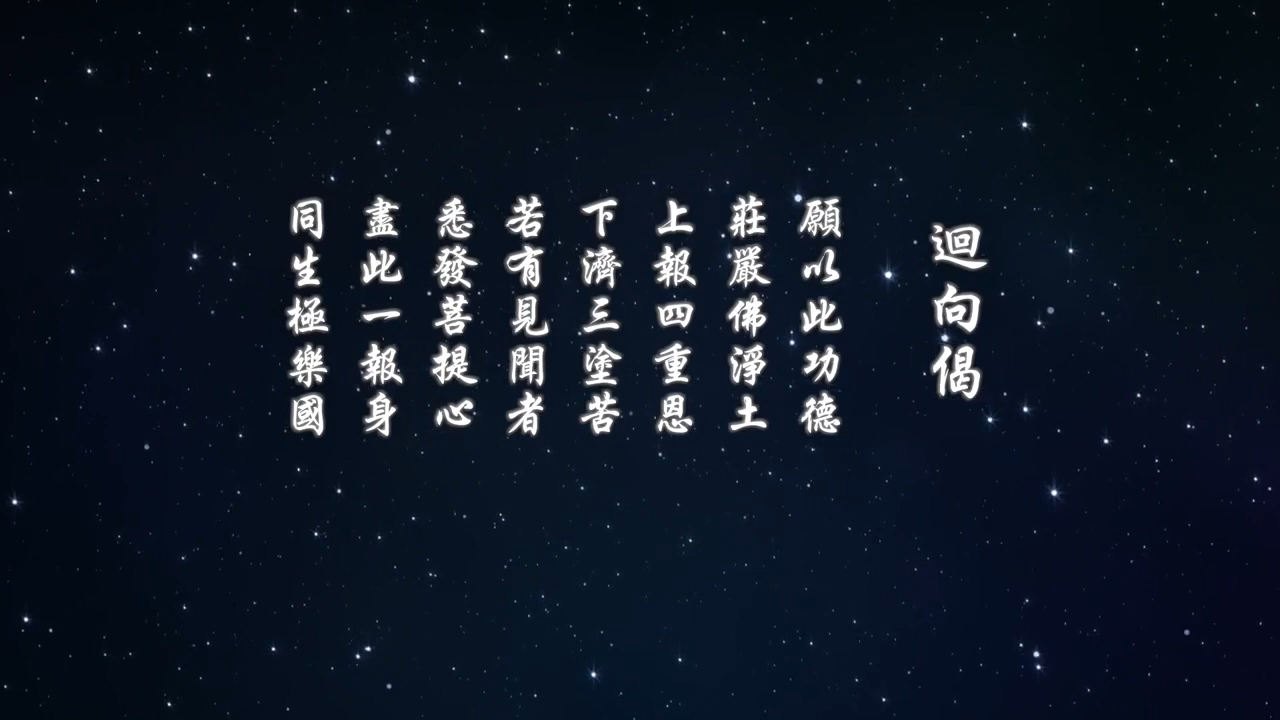 迴向偈
願以此功德
莊嚴佛淨土
上報四重恩
下濟三塗苦
若有見聞者
悉發菩提心
盡此一報身
同生極樂國